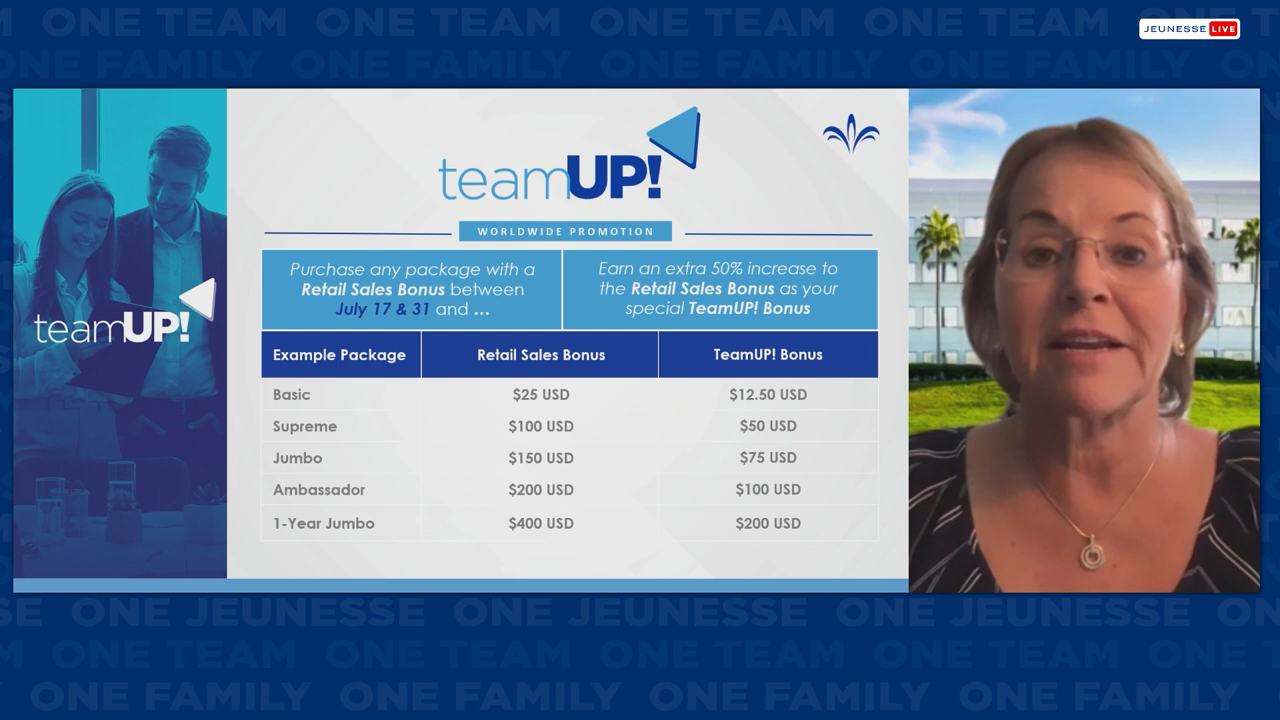 ONE TEAM ONE TEAM ONE TEAM ONE TEAM
JEUNESSE LIVE
ONE FAMILY ONE FAMILY ONE FAMILY ONE FAMILY
teamUP!
WORLDWIDE PROMOTION
Purchase any package with a
Retail Sales Bonus between
July 17 & 31 and ...
Earn an extra 50% increase to
the Retail Sales Bonus as your
special TeamUP! Bonus
teamUP!
Example Package Retail Sales Bonus TeamUP! Bonus
Basic $25 USD $12.50 USD
Supreme $100 USD $50 USD
Jumbo $150 USD $75 USD
Ambassador $200 USD $100 USD
1-Year Jumbo $400 USD $200 USD
ONE JEUNESSE ONE JEUNESSE ONE JEUNESSE
ONE TEAM ONE TEAM ONE TEAM ONE TEAM
ONE FAMILY ONE FAMILY ONE FAMILY ONE FAMILY